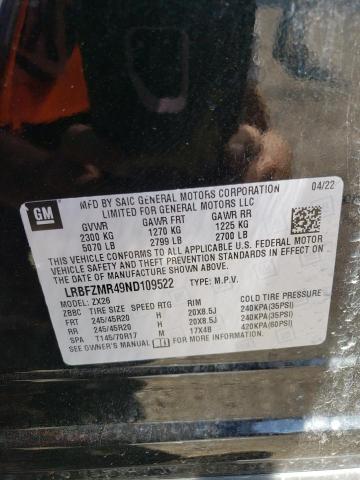 GM
04/22
MFD BY SAIC GENERAL MOTORS CORPORATION
LIMITED FOR GENERAL MOTORS LLC
GVWR GAWR FRT GAWR RR
2300 KG 1270 KG 1225 KG
5070 LB 2799 LB 2700 LB
THIS VEHICLE CONFORMS TO ALL APPLICABLE U.S. FEDERAL MOTOR
VEHICLE SAFETY, BUMPER, AND THEFT PREVENTION STANDARDS
IN EFFECT ON THE DATE OF MANUFACTURE SHOWN ABOVE.
LRBFZMR49ND109522 TYPE: M.P.V.
MODEL: ZX26
ZBBC TIRE SIZE SPEED RTG RIM COLD TIRE PRESSURE
FRT 245/45R20 H 20X8.5J 240KPA(35PSI)
RR 245/45R20 H 20X8.5J 240KPA(35PSI)
SPA T145/70R17 M 17X4B 420KPA(60PSI)
SEE OWNER'S MANUAL FOR MORE INFORMATION.